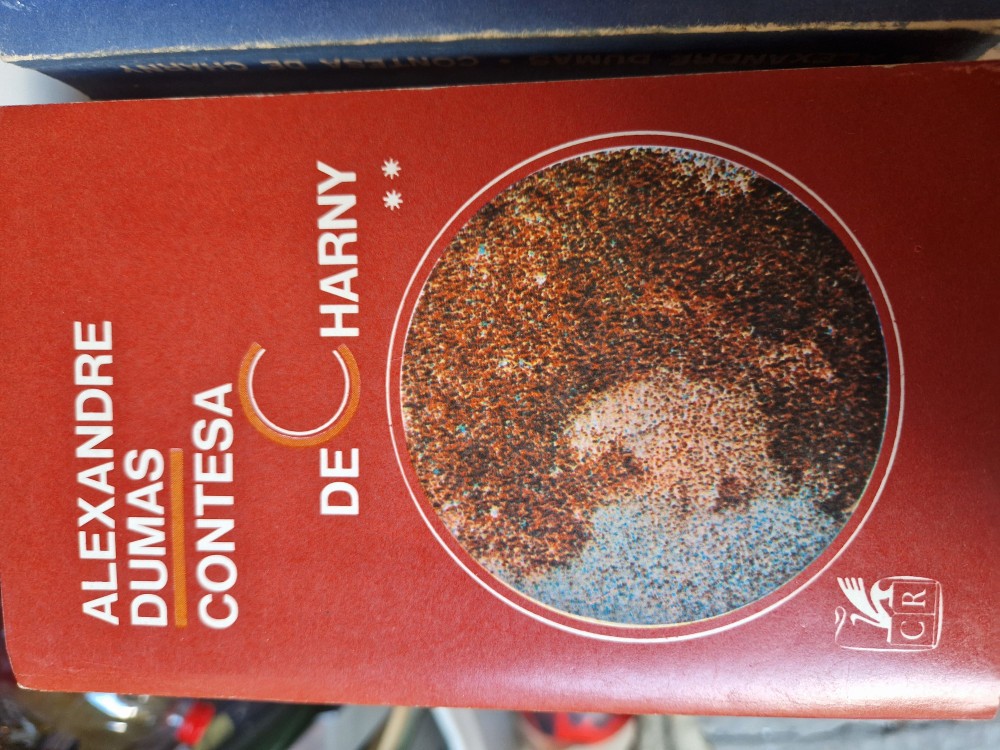 ALEXANDRE DUMAS • CONTESA DE CHARNY
ALEXANDRE
DUMAS
CONTESA
DE CHARNY
**
CR